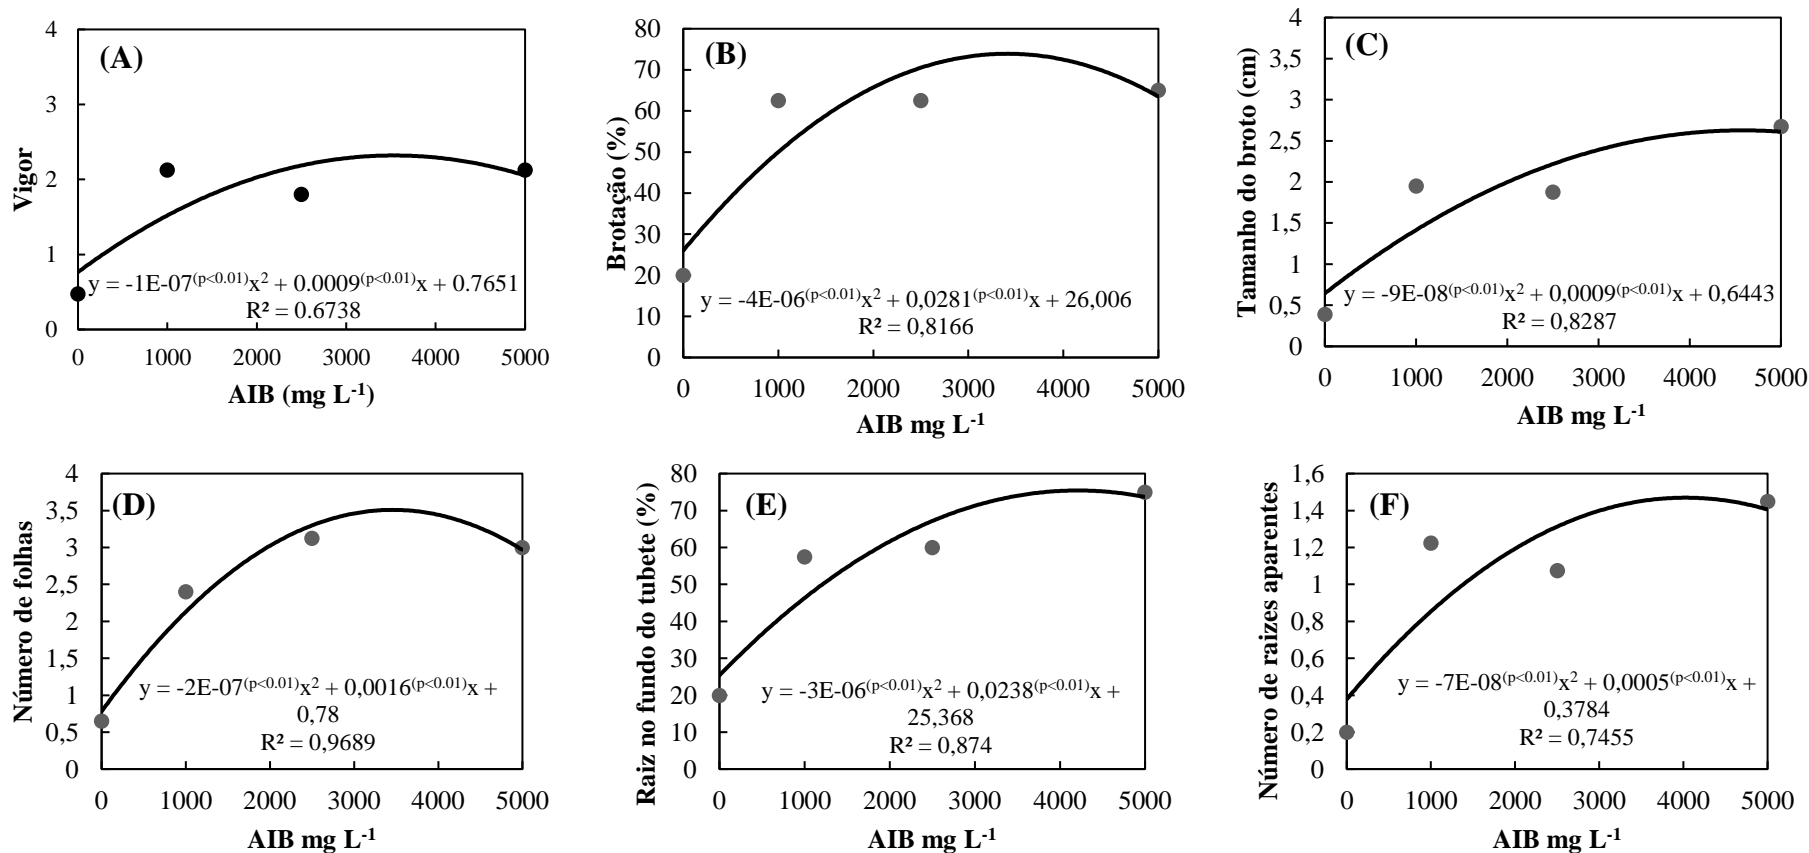 (A)
Vigor
4
3
2
1
0
y = -1E-07(p<0.01)x² + 0.0009(p<0.01)x + 0.7651
R² = 0.6738
0 1000 2000 3000 4000 5000
AIB (mg L-1)
(B)
Brotação (%)
80
70
60
50
40
30
20
10
0
y = -4E-06(p<0.01)x² + 0,0281(p<0.01)x + 26,006
R² = 0,8166
0 1000 2000 3000 4000 5000
AIB mg L-1
(C)
Tamanho do broto (cm)
4
3,5
3
2,5
2
1,5
1
0,5
0
y = -9E-08(p<0.01)x² + 0,0009(p<0.01)x + 0,6443
R² = 0,8287
0 1000 2000 3000 4000 5000
AIB mg L-1
(D)
Número de folhas
4
3,5
3
2,5
2
1,5
1
0,5
0
y = -2E-07(p<0.01)x² + 0,0016(p<0.01)x +
0,78
R² = 0,9689
0 1000 2000 3000 4000 5000
AIB mg L-1
(E)
Raiz no fundo do tubete (%)
80
70
60
50
40
30
20
10
0
y = -3E-06(p<0.01)x² + 0,0238(p<0.01)x +
25,368
R² = 0,874
0 1000 2000 3000 4000 5000
AIB mg L-1
(F)
Número de raizes aparentes
1,6
1,4
1,2
1
0,8
0,6
0,4
0,2
0
y = -7E-08(p<0.01)x² + 0,0005(p<0.01)x +
0,3784
R² = 0,7455
0 1000 2000 3000 4000 5000
AIB mg L-1